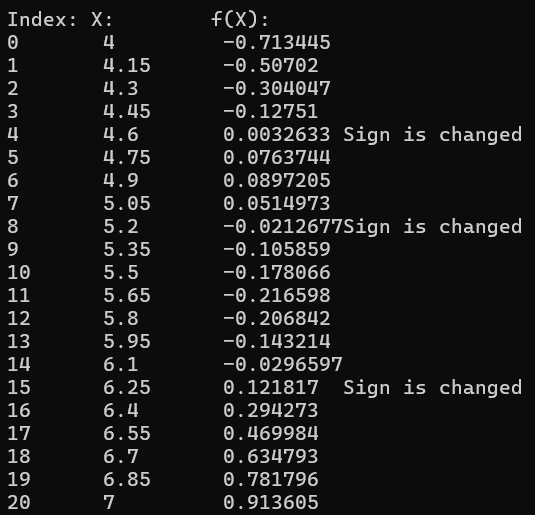 Index: X: f(X):
0 4 -0.713445
1 4.15 -0.50702
2 4.3 -0.304047
3 4.45 -0.12751
4 4.6 0.0032633 Sign is changed
5 4.75 0.0763744
6 4.9 0.0897205
7 5.05 0.0514973
8 5.2 -0.0212677Sign is changed
9 5.35 -0.105859
10 5.5 -0.178066
11 5.65 -0.216598
12 5.8 -0.206842
13 5.95 -0.143214
14 6.1 -0.0296597
15 6.25 0.121817 Sign is changed
16 6.4 0.294273
17 6.55 0.469984
18 6.7 0.634793
19 6.85 0.781796
20 7 0.913605